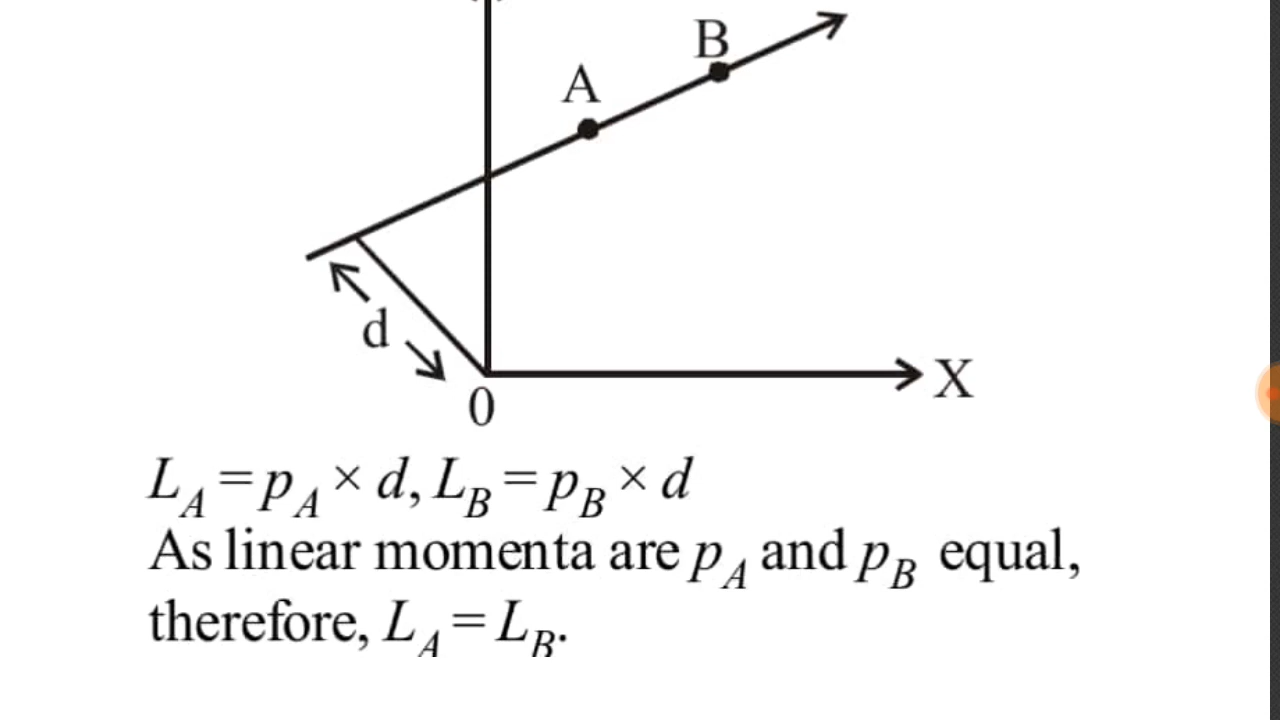 B
A
d
X
0
L_A = p_A × d, L_B = p_B × d
As linear momenta are p_A and p_B equal,
therefore, L_A = L_B.